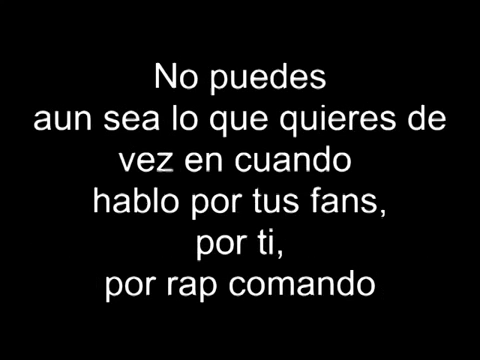 No puedes
aun sea lo que quieres de
vez en cuando
hablo por tus fans,
por ti,
por rap comando